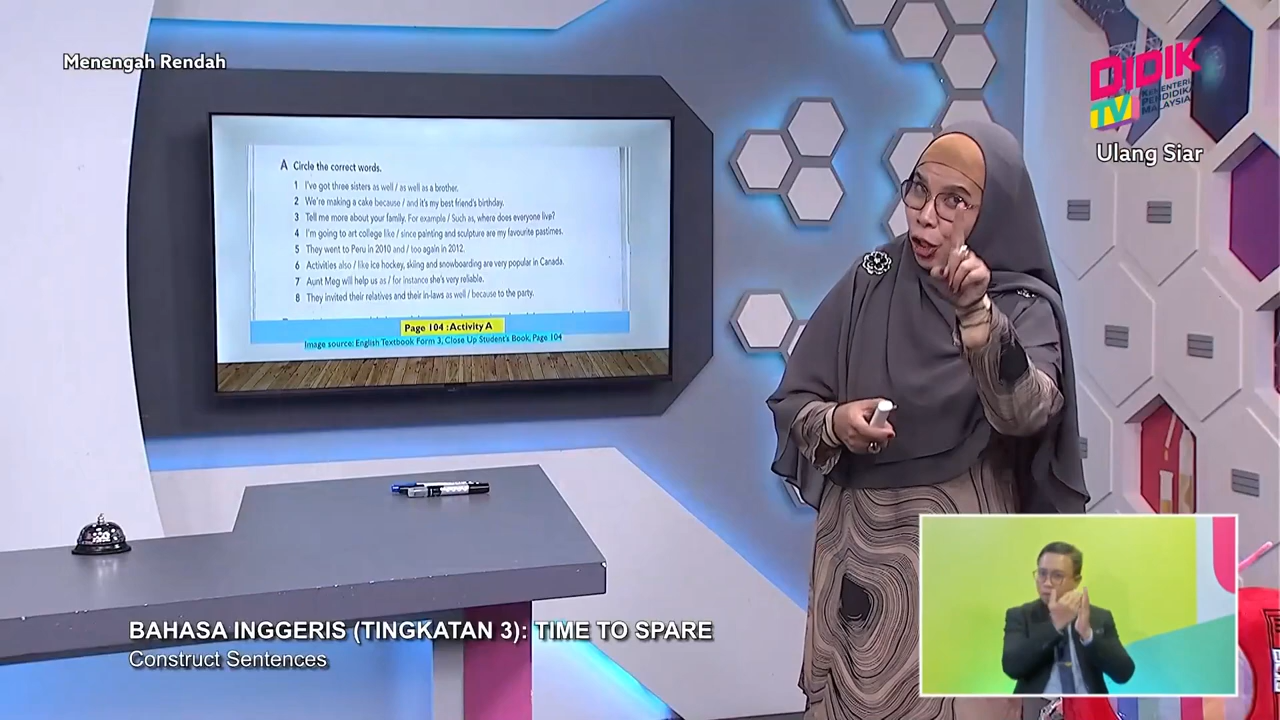 Menengah Rendah
DIDIK
TV
KEMENTERIAN
PENDIDIKAN
MALAYSIA
Ulang Siar
A Circle the correct words.
1 I've got three sisters as well / as well as a brother.
2 We're making a cake because / and it's my best friend's birthday.
3 Tell me more about your family. For example / Such as, where does everyone live?
4 I'm going to art college like / since painting and sculpture are my favourite pastimes.
5 They went to Peru in 2010 and / too again in 2012.
6 Activities also / like ice hockey, skiing and snowboarding are very popular in Canada.
7 Aunt Meg will help us as / for instance she's very reliable.
8 They invited their relatives and their in-laws as well / because to the party.
Page 104 : Activity A
Image source: English Textbook Form 3, Close Up Student's Book, Page 104
BAHASA INGGERIS (TINGKATAN 3): TIME TO SPARE
Construct Sentences